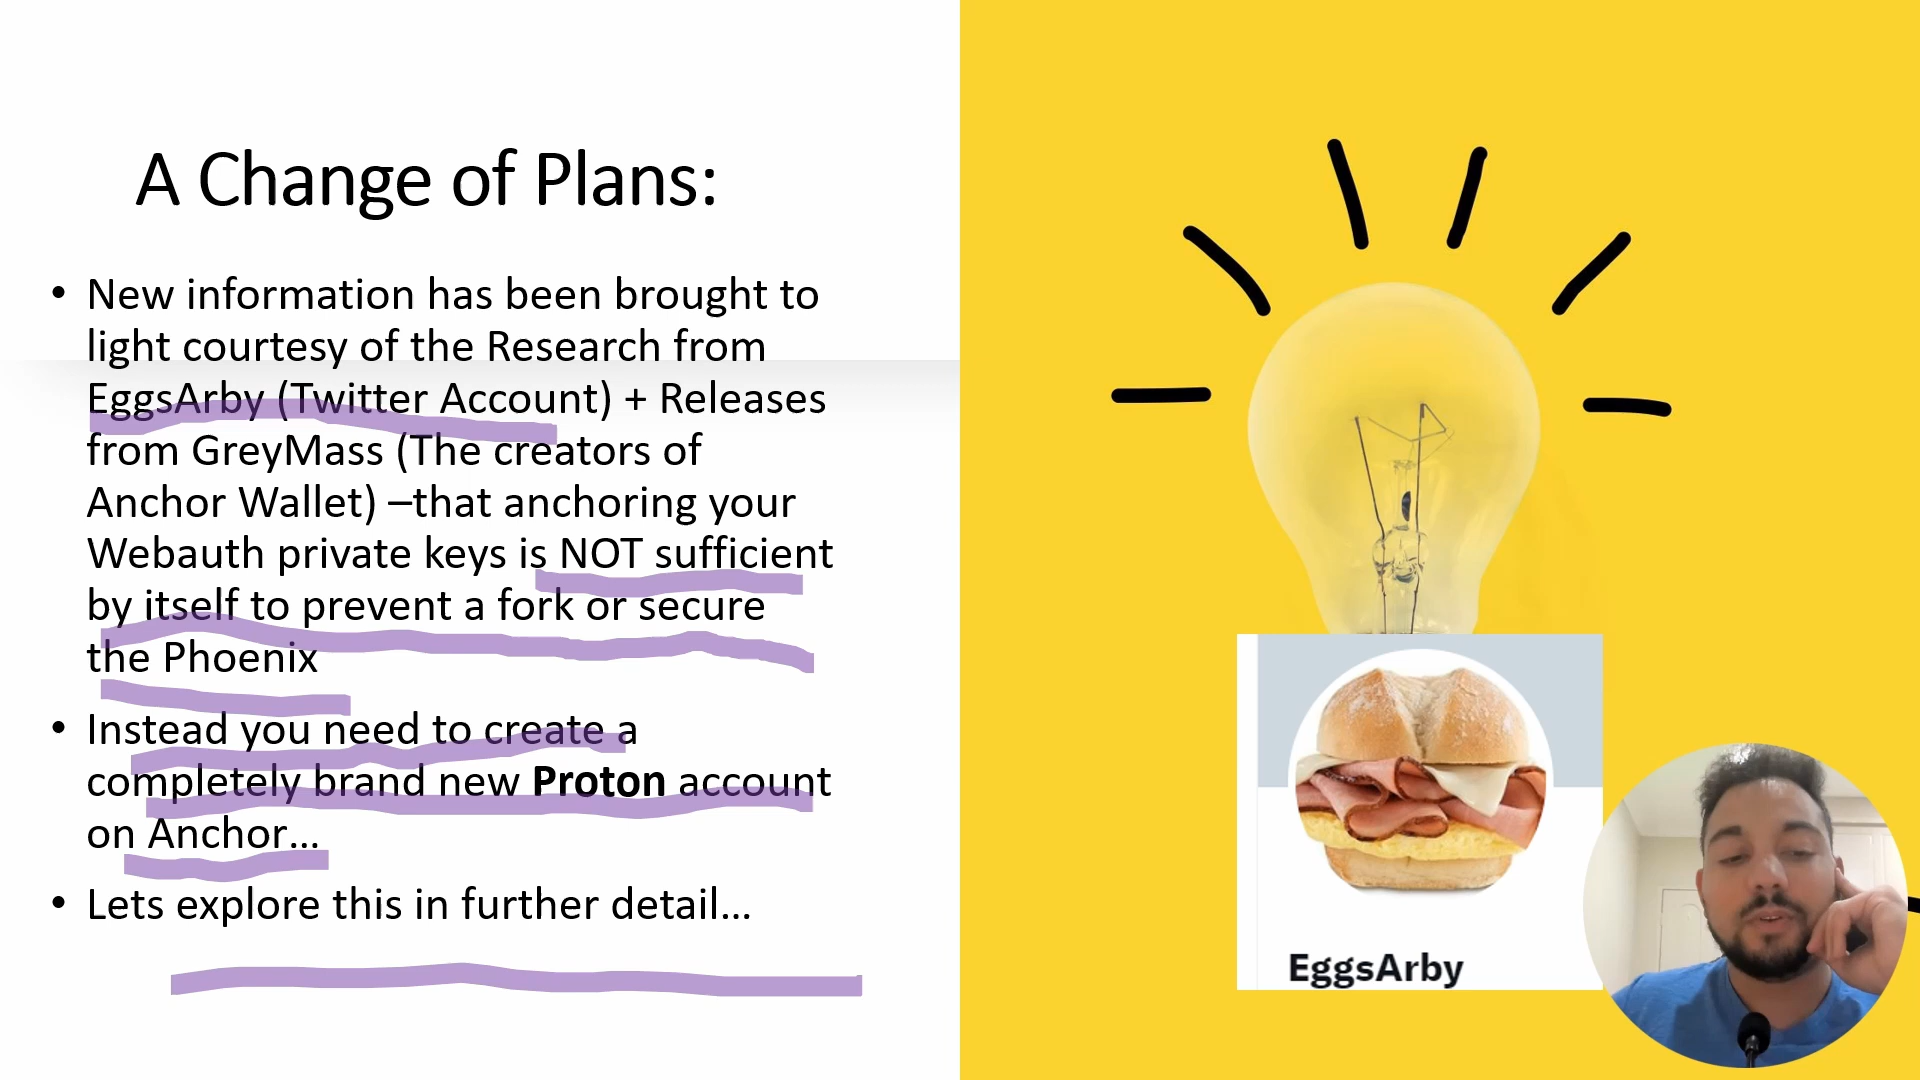 A Change of Plans:
• New information has been brought to
light courtesy of the Research from
EggsArby (Twitter Account) + Releases
from GreyMass (The creators of
Anchor Wallet) –that anchoring your
Webauth private keys is NOT sufficient
by itself to prevent a fork or secure
the Phoenix
• Instead you need to create a
completely brand new Proton account
on Anchor...
• Lets explore this in further detail...
EggsArby